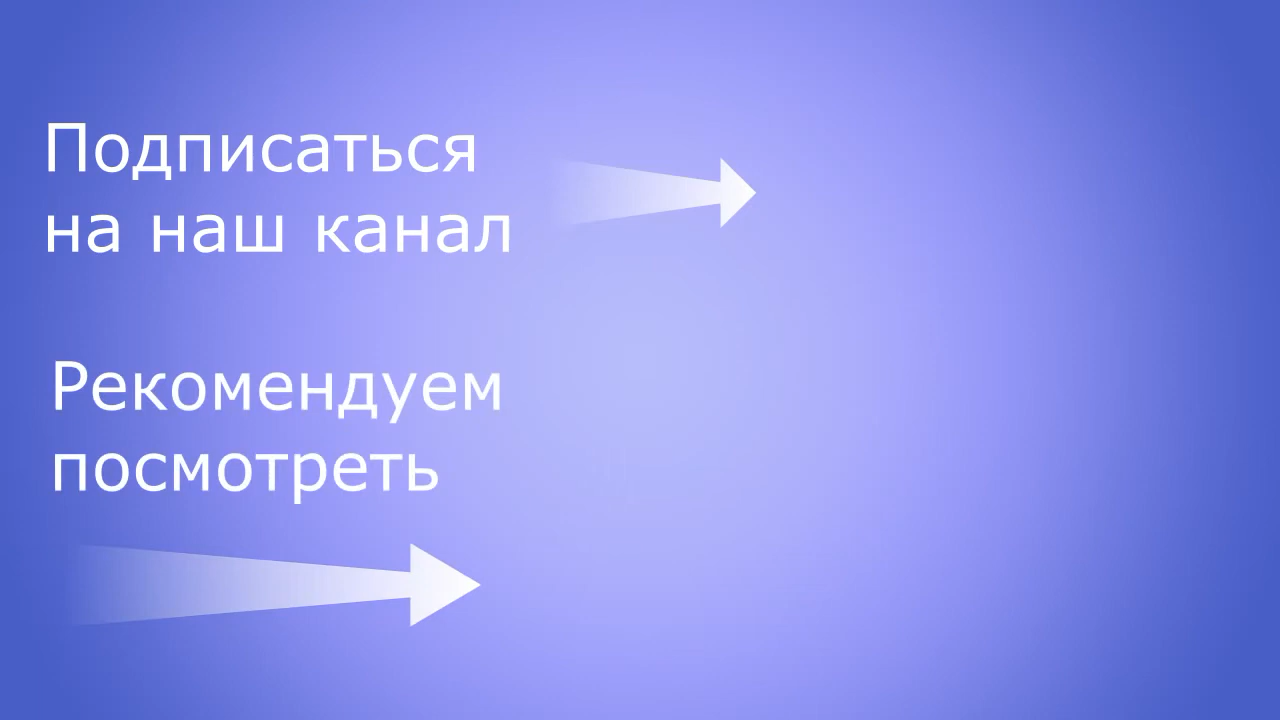 Подписаться
на наш канал
Рекомендуем
посмотреть